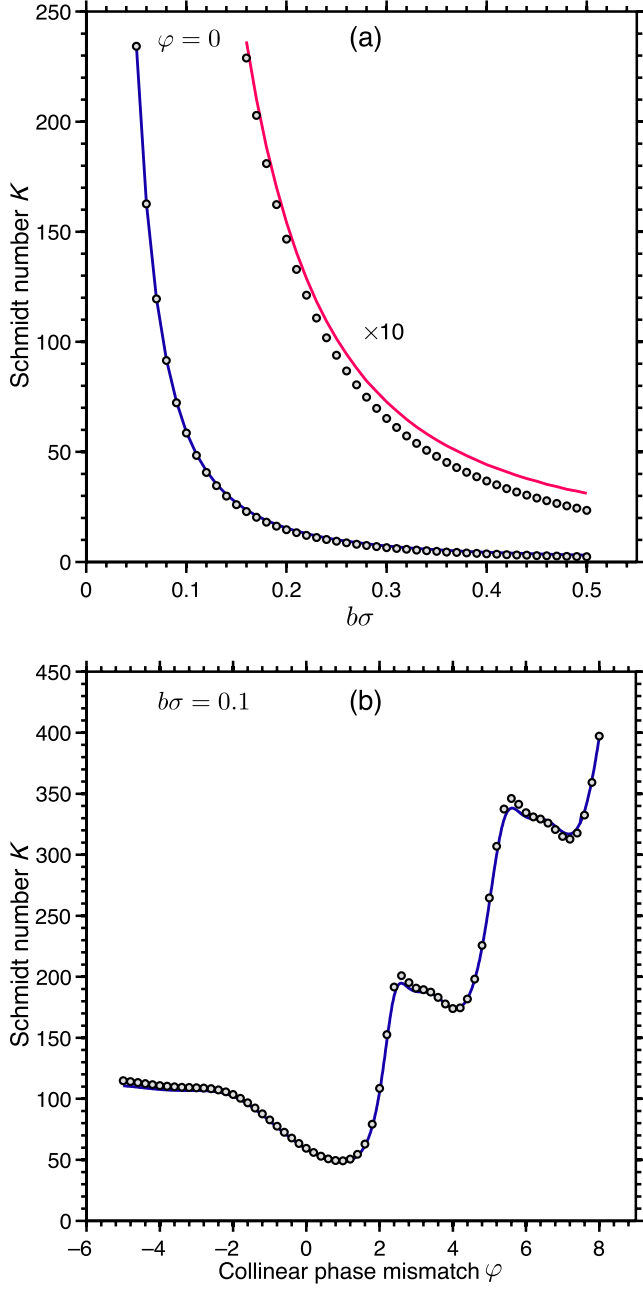 250
200
150
100
50
0
Schmidt number K
φ = 0
(a)
×10
0 0.1 0.2 0.3 0.4 0.5
bσ
450
400
350
300
250
200
150
100
50
0
Schmidt number K
bσ = 0.1
(b)
−6 −4 −2 0 2 4 6 8
Collinear phase mismatch φ